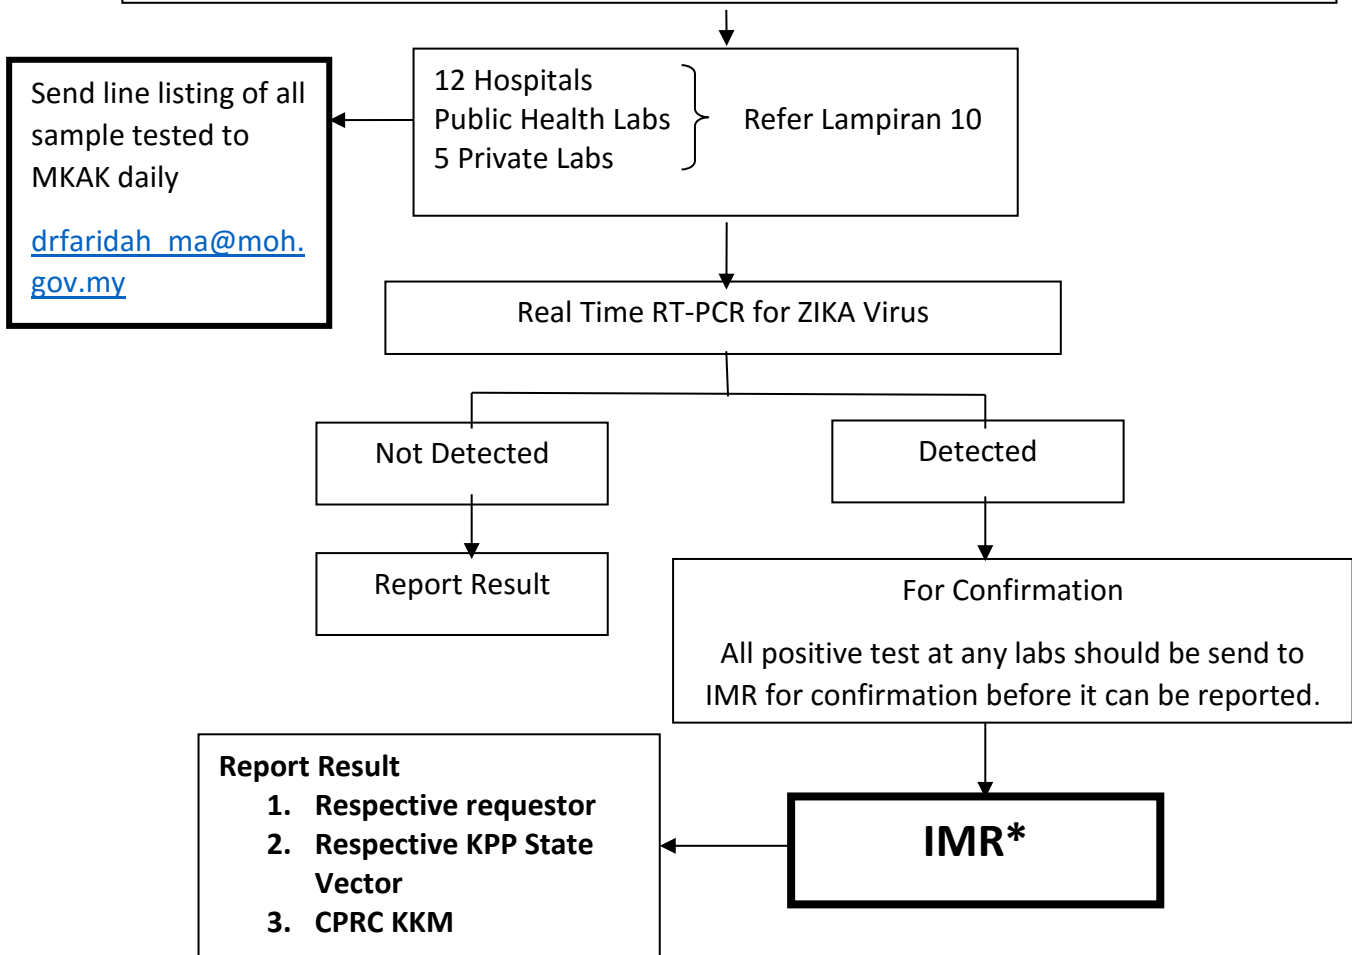 12 Hospitals
Public Health Labs
5 Private Labs
Refer Lampiran 10
Send line listing of all
sample tested to
MKAK daily
drfaridah_ma@moh.
gov.my
Real Time RT-PCR for ZIKA Virus
Not Detected
Detected
Report Result
For Confirmation
All positive test at any labs should be send to
IMR for confirmation before it can be reported.
Report Result
1. Respective requestor
2. Respective KPP State
Vector
3. CPRC KKM
IMR*